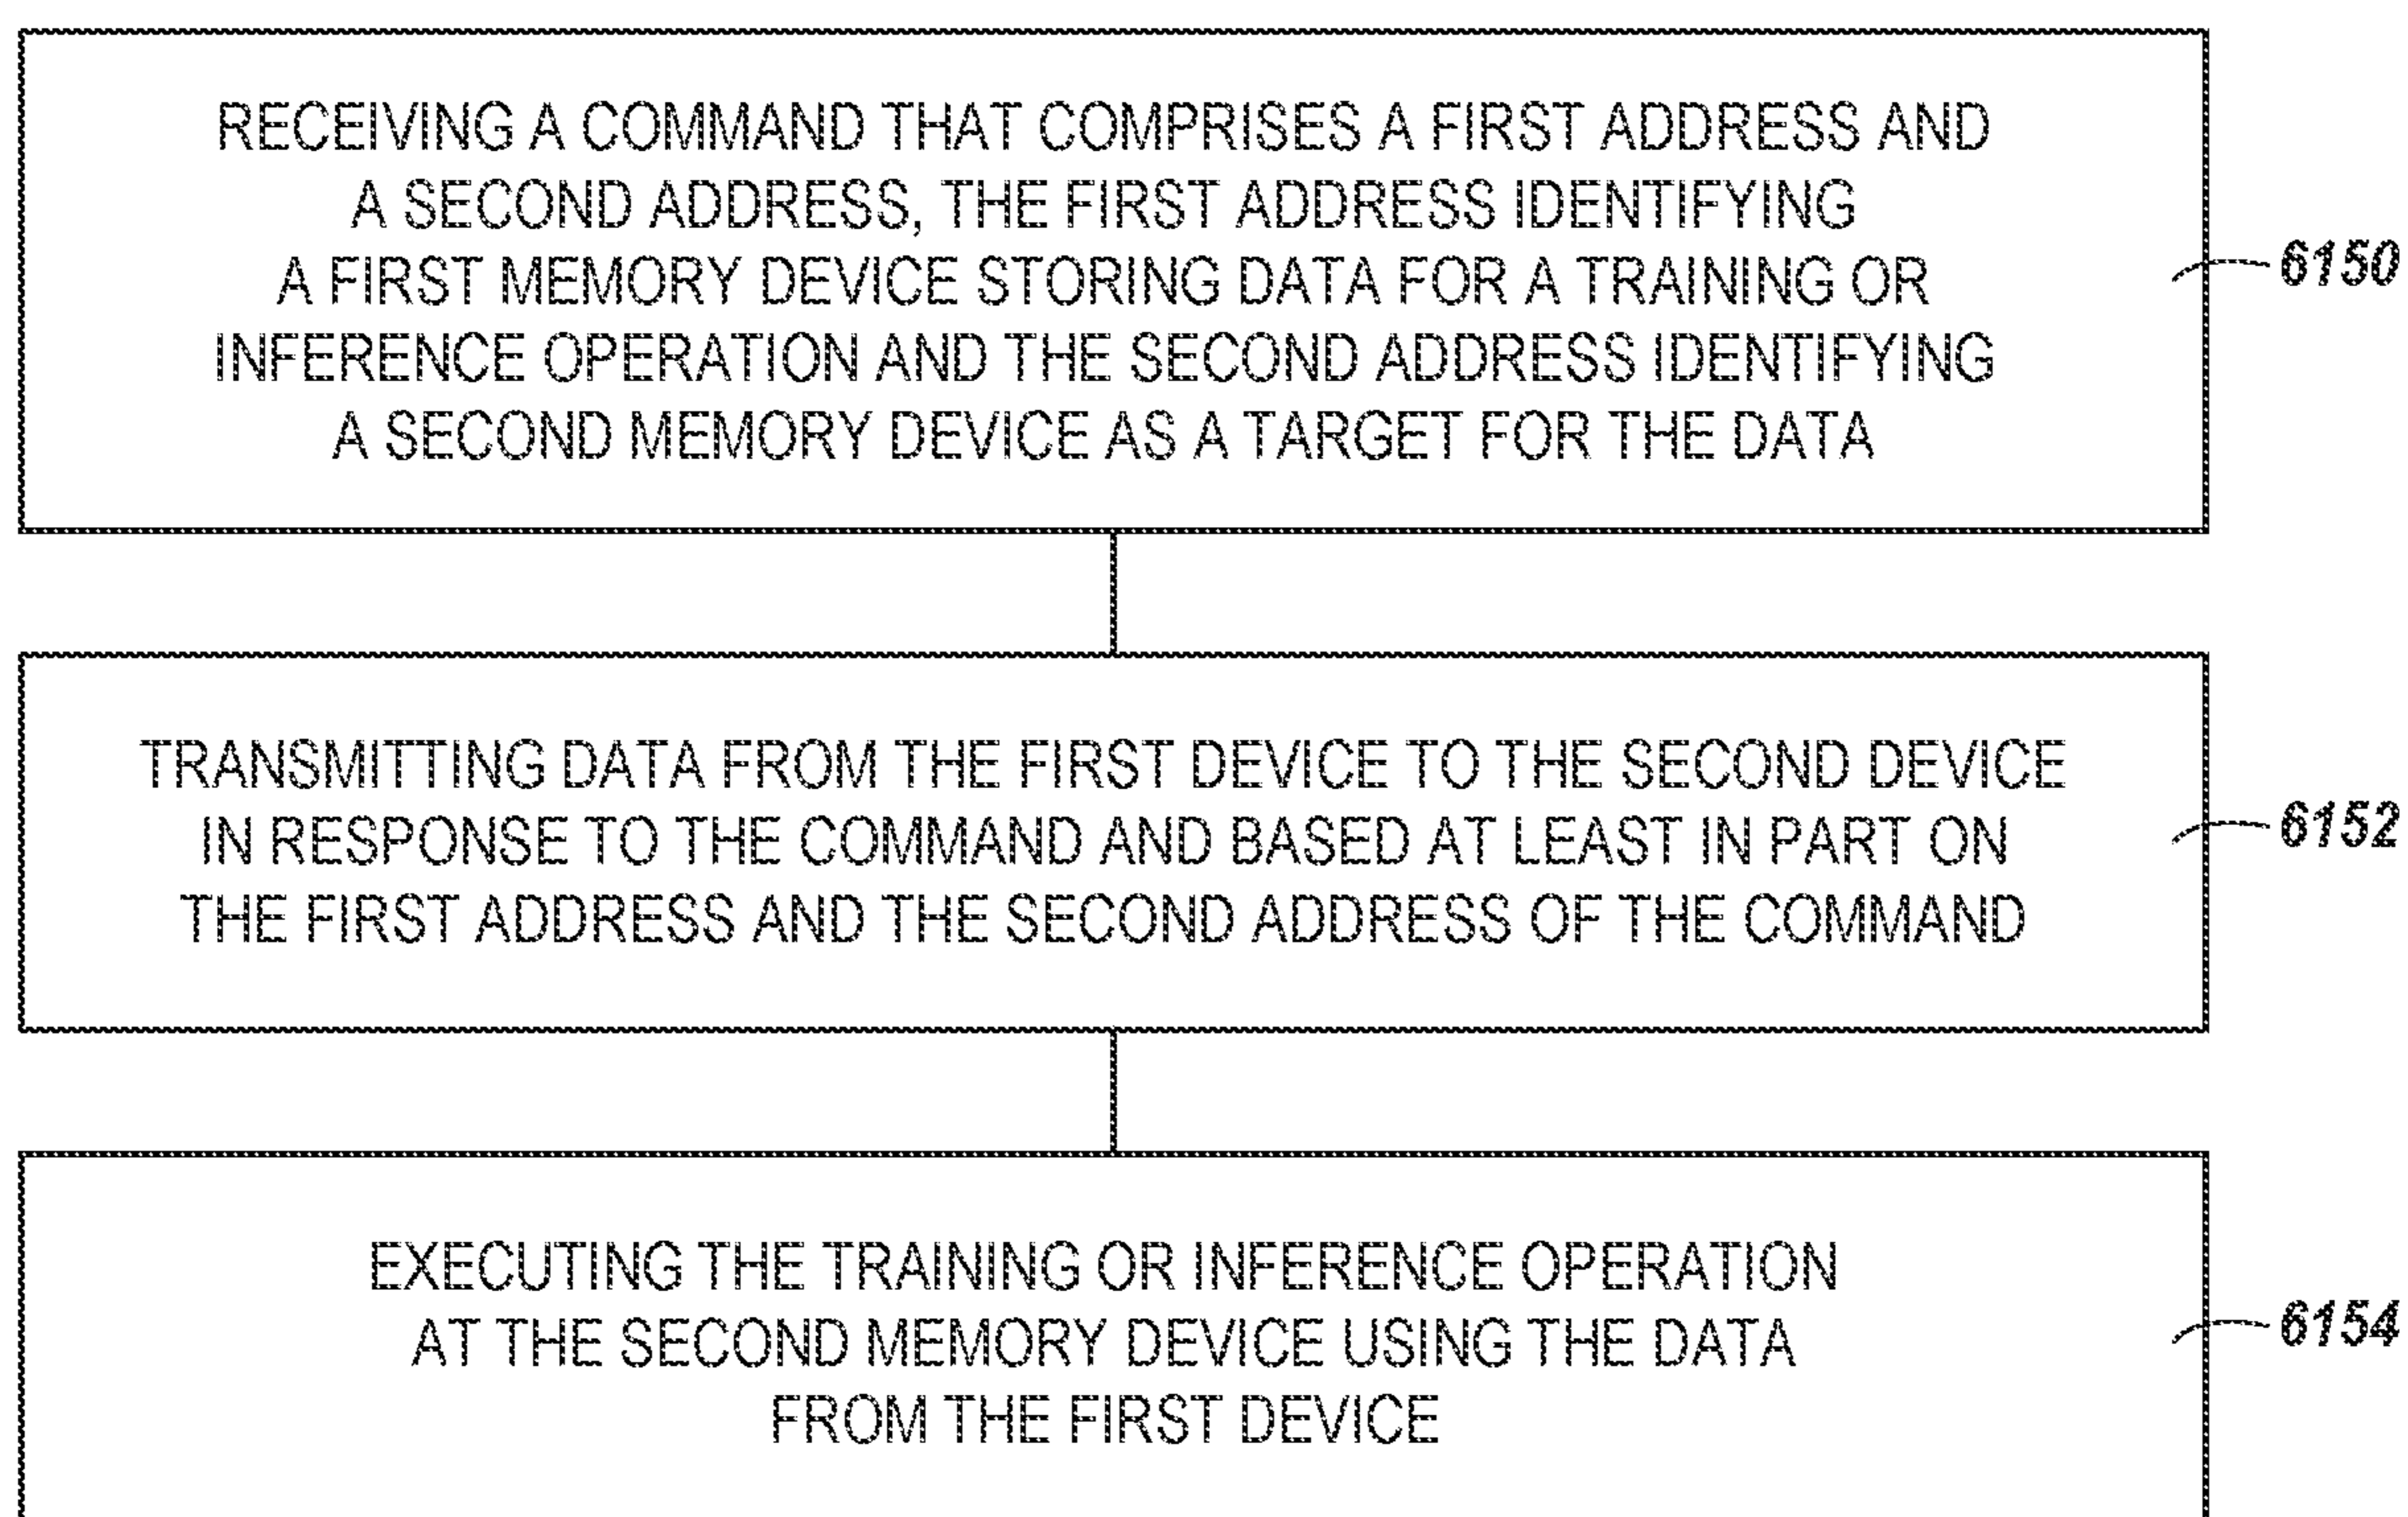 RECEIVING A COMMAND THAT COMPRISES A FIRST ADDRESS AND
A SECOND ADDRESS, THE FIRST ADDRESS IDENTIFYING
A FIRST MEMORY DEVICE STORING DATA FOR A TRAINING OR
INFERENCE OPERATION AND THE SECOND ADDRESS IDENTIFYING
A SECOND MEMORY DEVICE AS A TARGET FOR THE DATA
6150
TRANSMITTING DATA FROM THE FIRST DEVICE TO THE SECOND DEVICE
IN RESPONSE TO THE COMMAND AND BASED AT LEAST IN PART ON
THE FIRST ADDRESS AND THE SECOND ADDRESS OF THE COMMAND
6152
EXECUTING THE TRAINING OR INFERENCE OPERATION
AT THE SECOND MEMORY DEVICE USING THE DATA
FROM THE FIRST DEVICE
6154